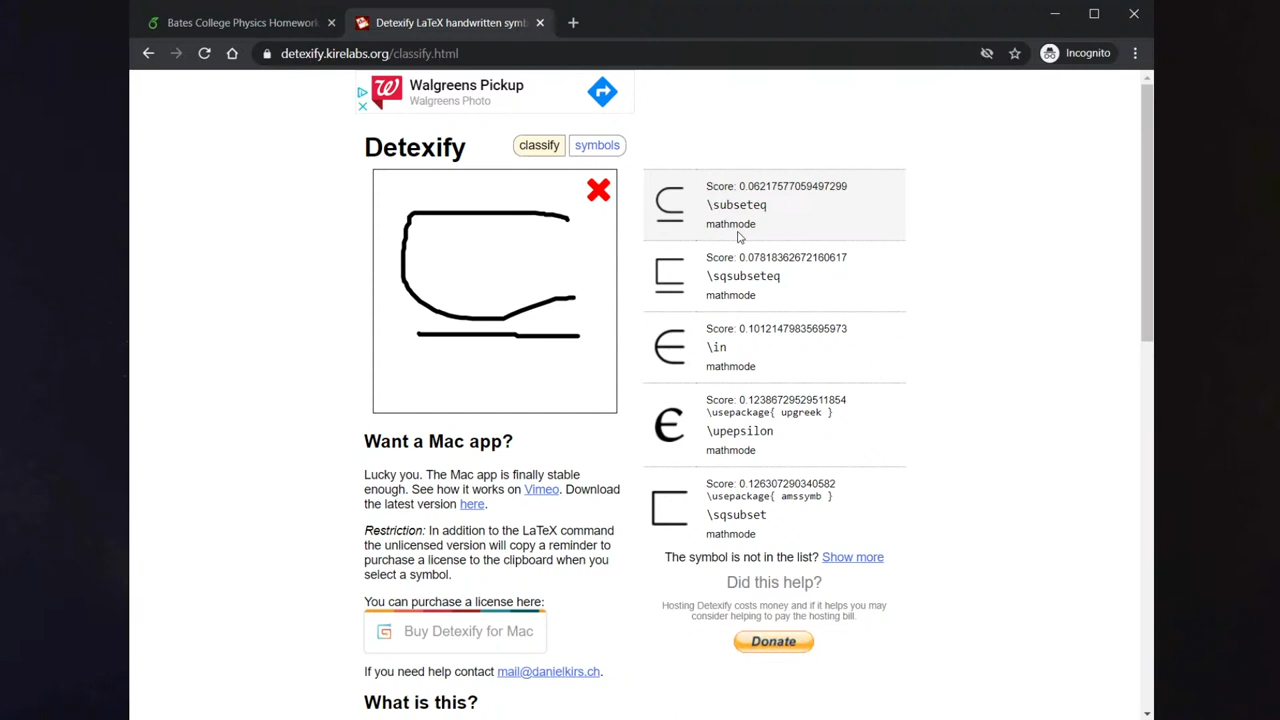 Bates College Physics Homework
Detexify LaTeX handwritten symb
detexify.kirelabs.org/classify.html
Incognito
Walgreens Pickup
Walgreens Photo
Detexify
classify
symbols
Score: 0.06217577059497299
\subseteq
mathmode
Score: 0.07818362672160617
\sqsubseteq
mathmode
Score: 0.10121479835695973
\in
mathmode
Score: 0.12386729529511854
\usepackage{ upgreek }
\upepsilon
mathmode
Score: 0.126307290340582
\usepackage{ amssymb }
\sqsubset
mathmode
The symbol is not in the list? Show more
Did this help?
Hosting Detexify costs money and if it helps you may
consider helping to pay the hosting bill.
Donate
Want a Mac app?
Lucky you. The Mac app is finally stable
enough. See how it works on Vimeo. Download
the latest version here.
Restriction: In addition to the LaTeX command
the unlicensed version will copy a reminder to
purchase a license to the clipboard when you
select a symbol.
You can purchase a license here:
Buy Detexify for Mac
If you need help contact mail@danielkirs.ch.
What is this?